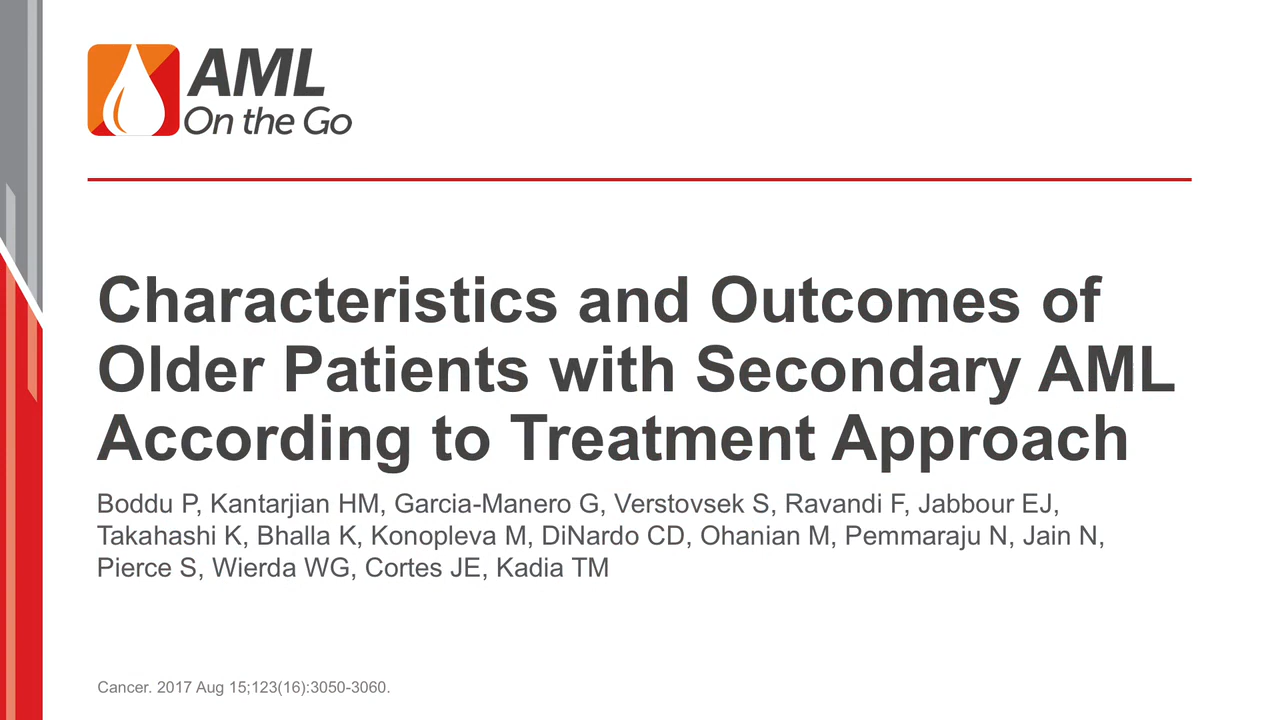 AML
On the Go
Characteristics and Outcomes of
Older Patients with Secondary AML
According to Treatment Approach
Boddu P, Kantarjian HM, Garcia-Manero G, Verstovsek S, Ravandi F, Jabbour EJ,
Takahashi K, Bhalla K, Konopleva M, DiNardo CD, Ohanian M, Pemmaraju N, Jain N,
Pierce S, Wierda WG, Cortes JE, Kadia TM
Cancer. 2017 Aug 15;123(16):3050-3060.